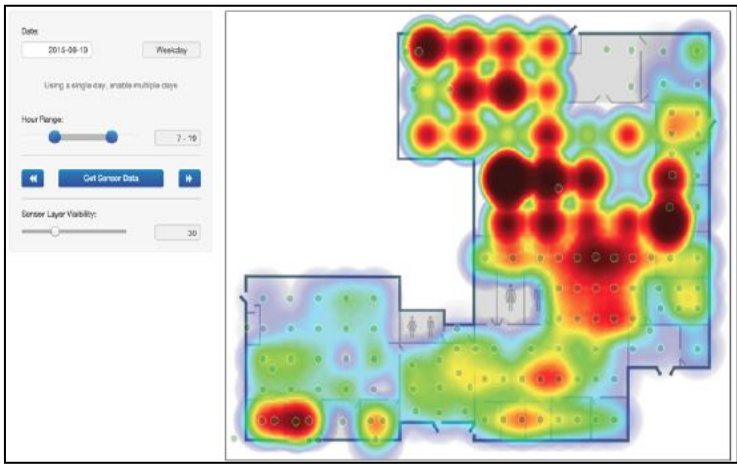 Date:
2015-08-19
Weekday
Using a single day, enable multiple days
Hour Range:
7 - 19
Get Sensor Data
Sensor Layer Visibility:
30